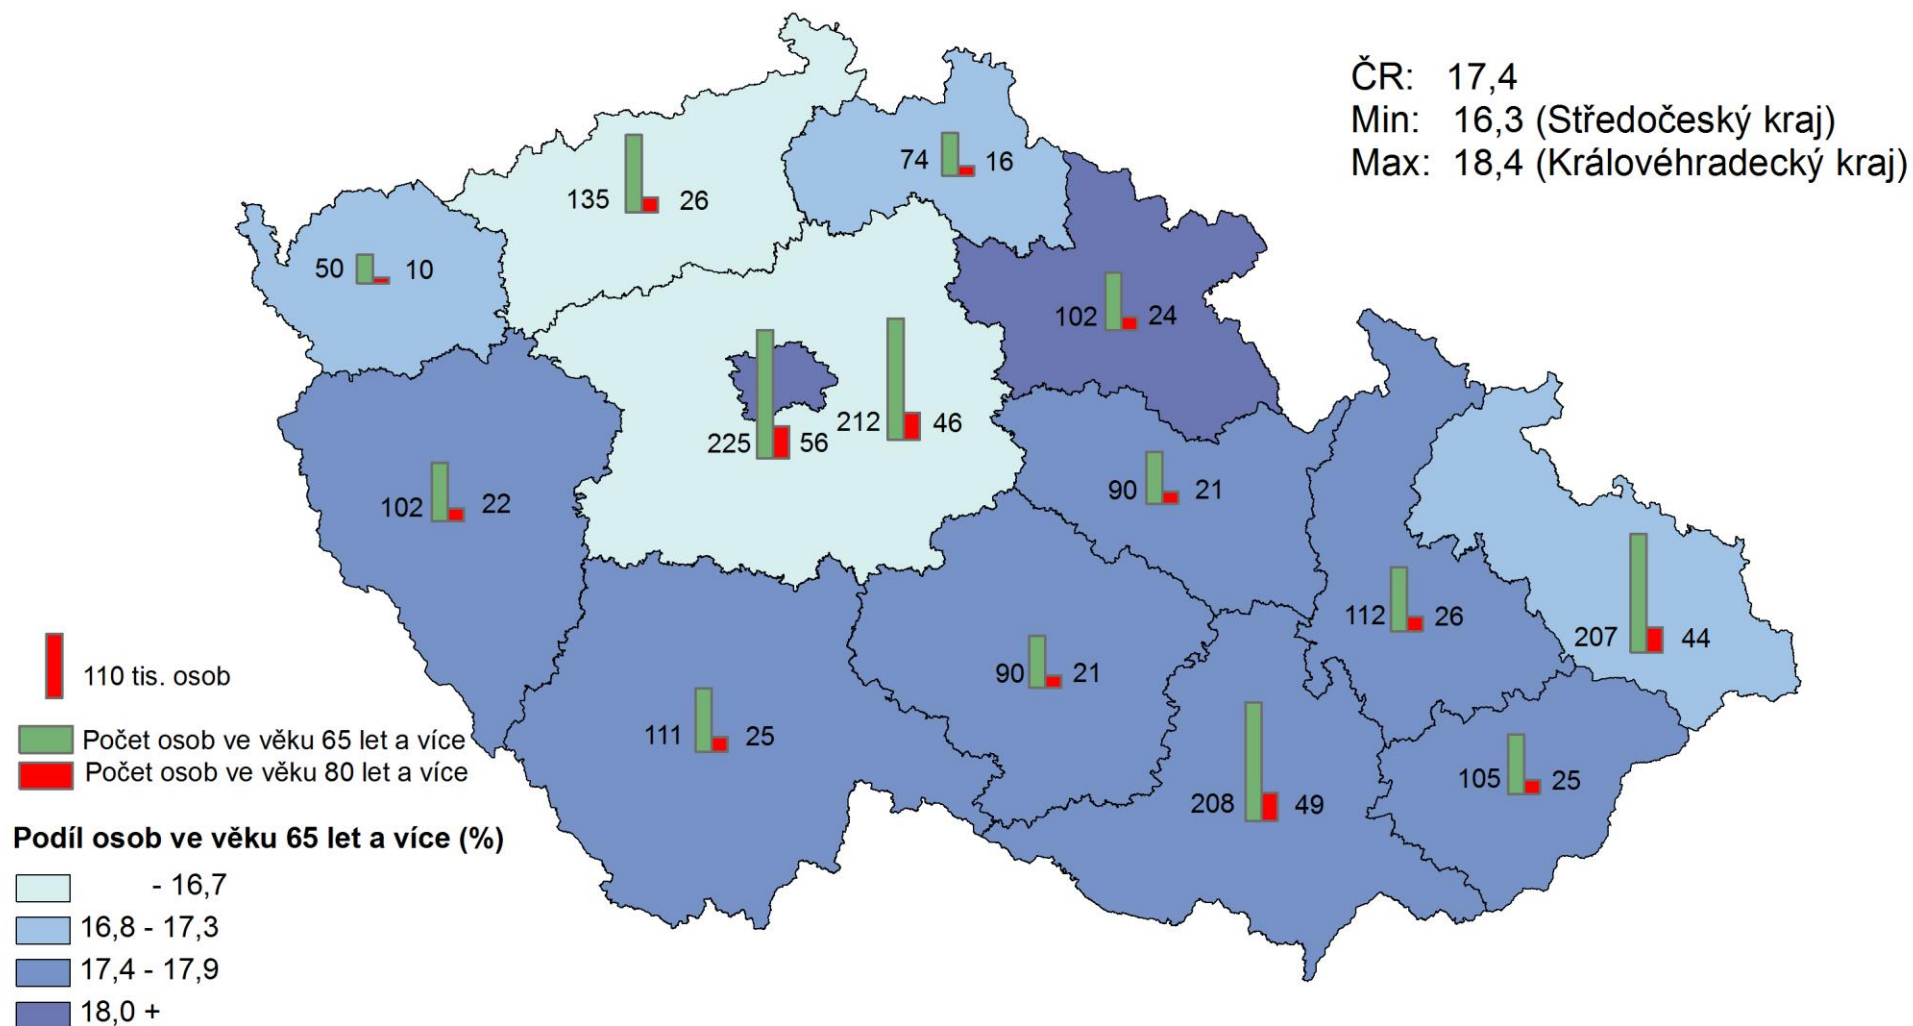 ČR: 17,4
Min: 16,3 (Středočeský kraj)
Max: 18,4 (Královéhradecký kraj)
135 26
74 16
50 10
102 24
225 56
212 46
102 22
90 21
112 26
207 44
90 21
111 25
208 49
105 25
110 tis. osob
Počet osob ve věku 65 let a více
Počet osob ve věku 80 let a více
Podíl osob ve věku 65 let a více (%)
- 16,7
16,8 - 17,3
17,4 - 17,9
18,0 +